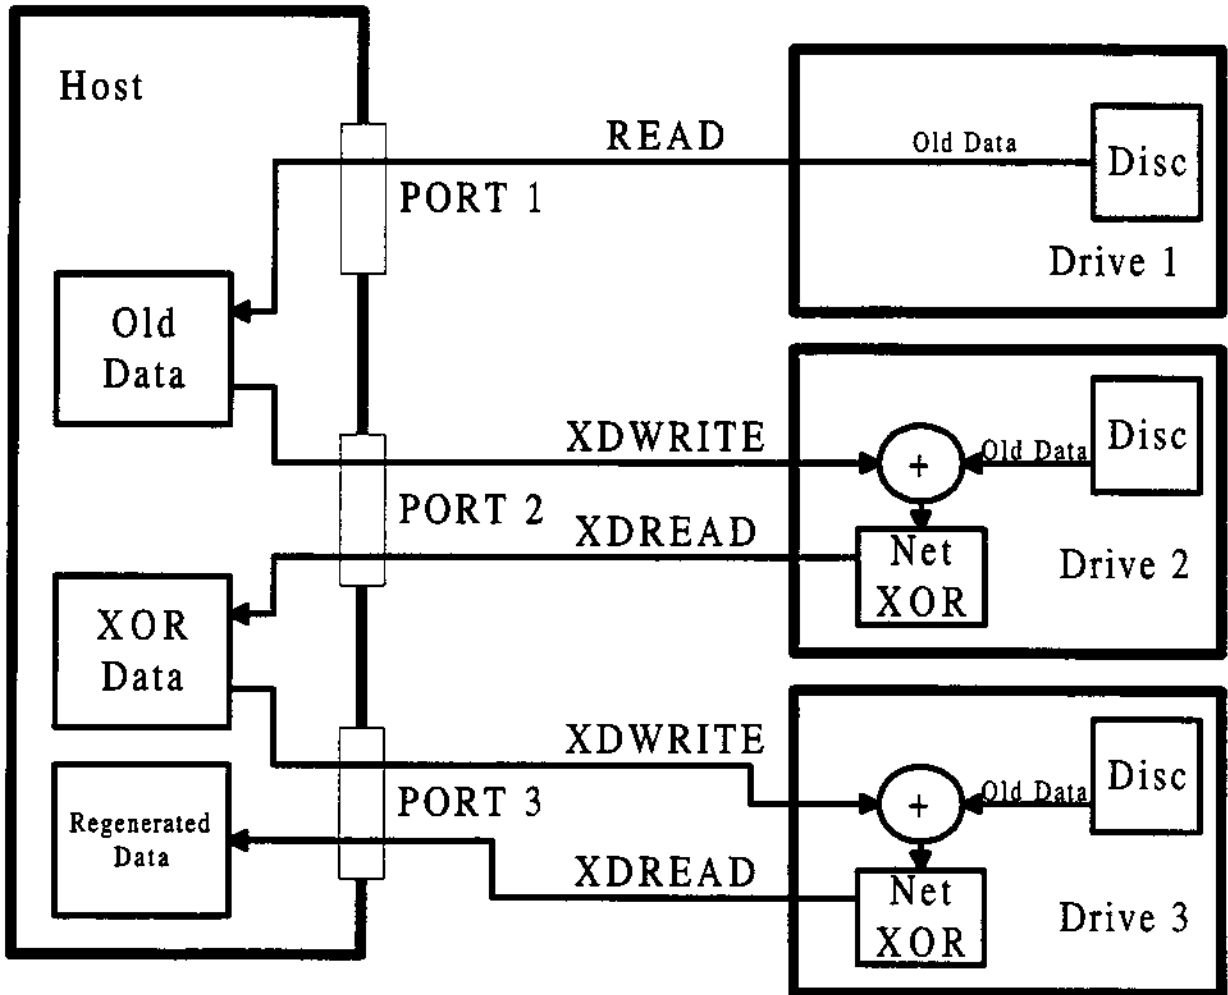 Host
READ
Old Data
Disc
PORT 1
Drive 1
Old
Data
XDWRITE
+
Old Data
Disc
PORT 2
XDREAD
Net
XOR
Drive 2
XOR
Data
XDWRITE
+
Old Data
Disc
PORT 3
Regenerated
Data
XDREAD
Net
XOR
Drive 3